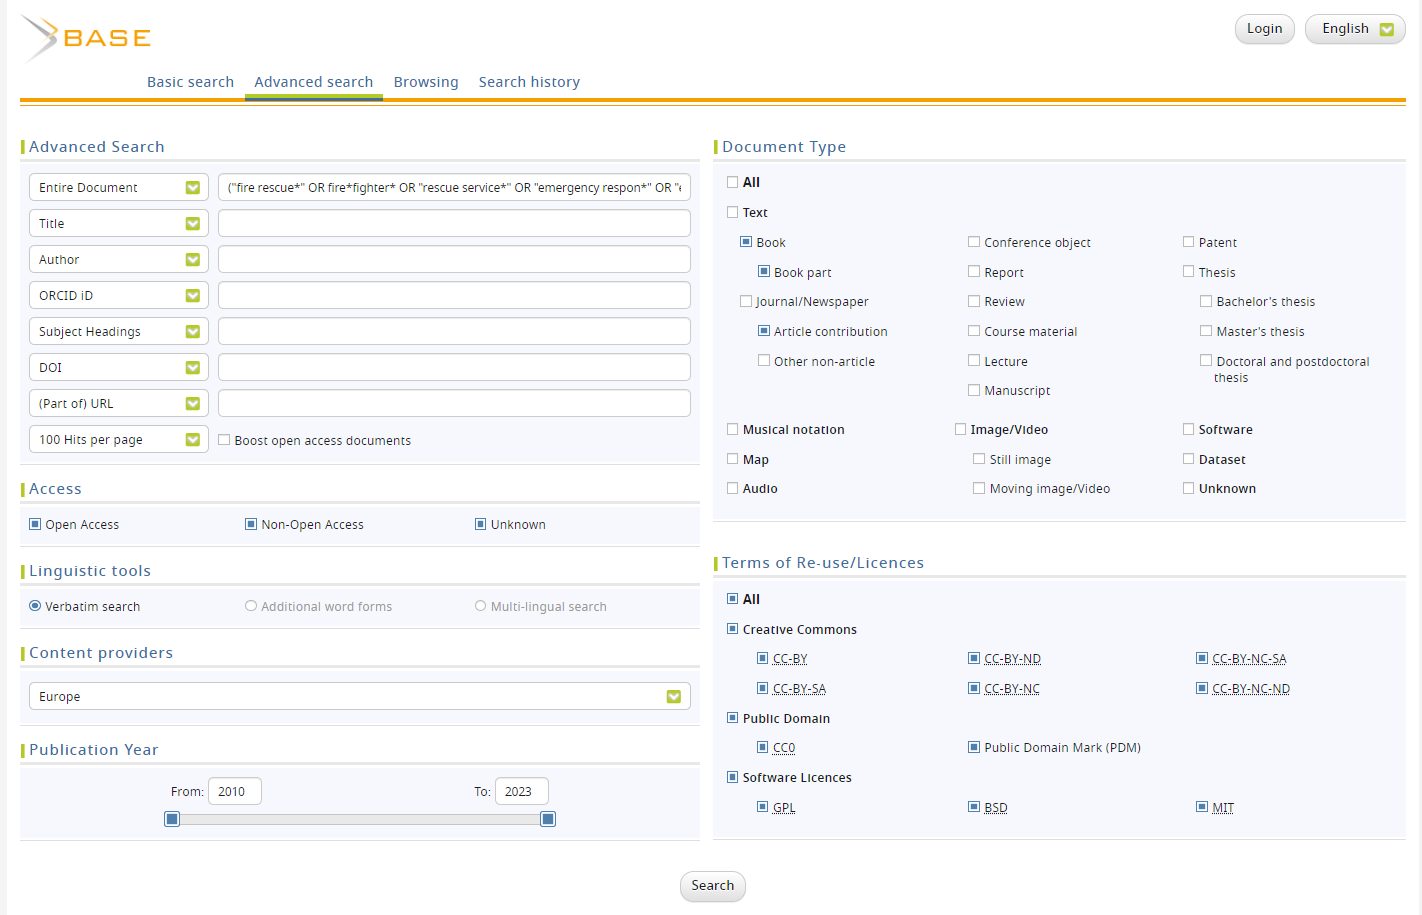 BASE
Login
English
Basic search
Advanced search
Browsing
Search history
Advanced Search
Entire Document
("fire rescue*" OR fire*fighter* OR "rescue service*" OR "emergency respon*" OR "e
Title
Author
ORCID iD
Subject Headings
DOI
(Part of) URL
100 Hits per page
Boost open access documents
Access
Open Access
Non-Open Access
Unknown
Linguistic tools
Verbatim search
Additional word forms
Multi-lingual search
Content providers
Europe
Publication Year
From: 2010
To: 2023
Document Type
All
Text
Book
Conference object
Patent
Book part
Report
Thesis
Journal/Newspaper
Review
Bachelor's thesis
Article contribution
Course material
Master's thesis
Other non-article
Lecture
Doctoral and postdoctoral
thesis
Manuscript
Musical notation
Image/Video
Software
Map
Still image
Dataset
Audio
Moving image/Video
Unknown
Terms of Re-use/Licences
All
Creative Commons
CC-BY
CC-BY-ND
CC-BY-NC-SA
CC-BY-SA
CC-BY-NC
CC-BY-NC-ND
Public Domain
CC0
Public Domain Mark (PDM)
Software Licences
GPL
BSD
MIT
Search